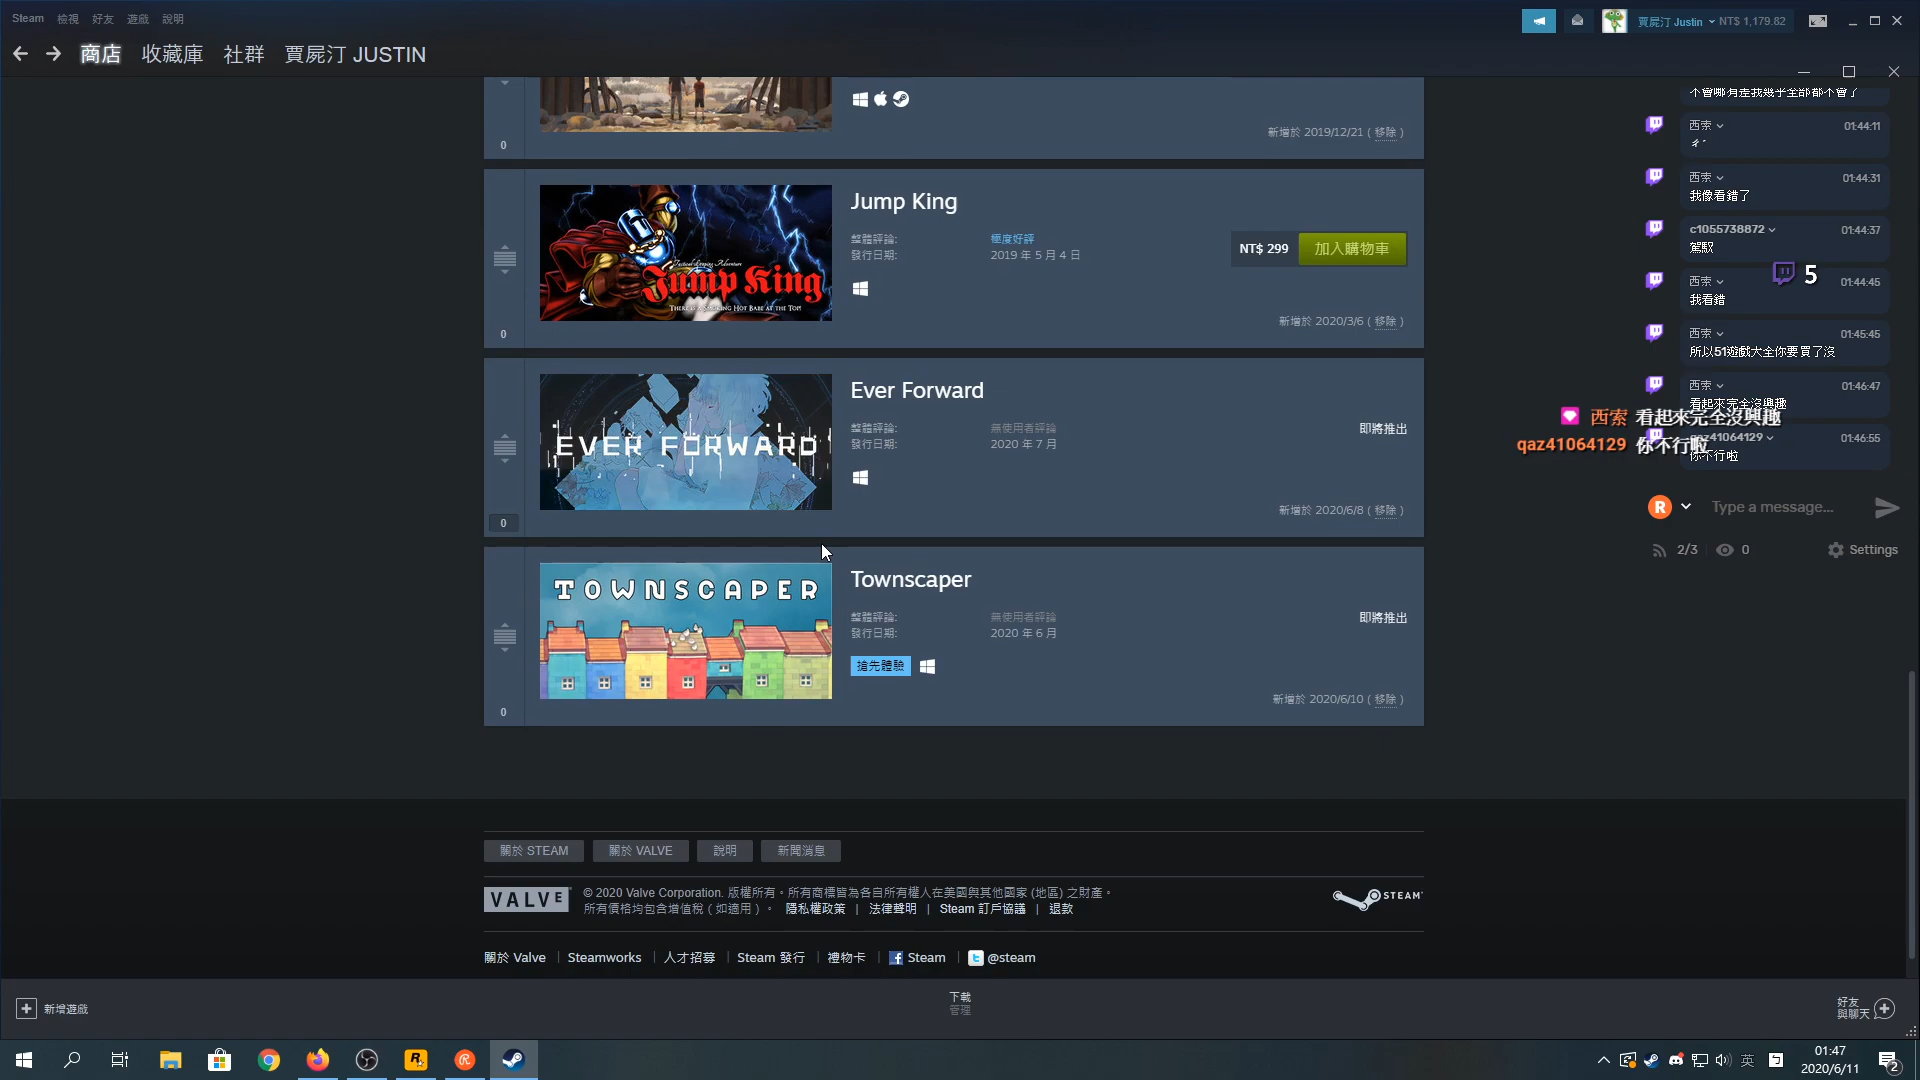 Steam 檢視 好友 遊戲 說明
賈屍汀 Justin NT$ 1,179.82
商店 收藏庫 社群 賈屍汀 JUSTIN
0
新增於 2019/12/21 ( 移除 )
Jump King
Jump King
THERE IS A SMOKING HOT BABE AT THE TOP!
整體評論: 極度好評
發行日期: 2019 年 5 月 4 日
NT$ 299 加入購物車
0
新增於 2020/3/6 ( 移除 )
EVER FORWARD
Ever Forward
整體評論: 無使用者評論
發行日期: 2020 年 7 月
即將推出
0
新增於 2020/6/8 ( 移除 )
TOWNSCAPER
Townscaper
整體評論: 無使用者評論
發行日期: 2020 年 6 月
即將推出
搶先體驗
0
新增於 2020/6/10 ( 移除 )
西索 01:44:11
ㄔˊ
西索 01:44:31
我像看錯了
c1055738872 01:44:37
駕馭
5
西索 01:44:45
我看錯
西索 01:45:45
所以51遊戲大全你要買了沒
西索 01:46:47
看起來完全沒興趣
西索 看起來完全沒興趣
qaz41064129 01:46:55
qaz41064129 你不行啦
你不行啦
R Type a message...
2/3 0 Settings
關於 STEAM 關於 VALVE 說明 新聞消息
VALVE
© 2020 Valve Corporation. 版權所有。所有商標皆為各自所有權人在美國與其他國家 (地區) 之財產。
所有價格均包含增值稅 ( 如適用 ) 。 隱私權政策 | 法律聲明 | Steam 訂戶協議 | 退款
STEAM
關於 Valve | Steamworks | 人才招募 | Steam 發行 | 禮物卡 | Steam | @steam
新增遊戲
下載
管理
好友
與聊天
英
01:47
2020/6/11
2